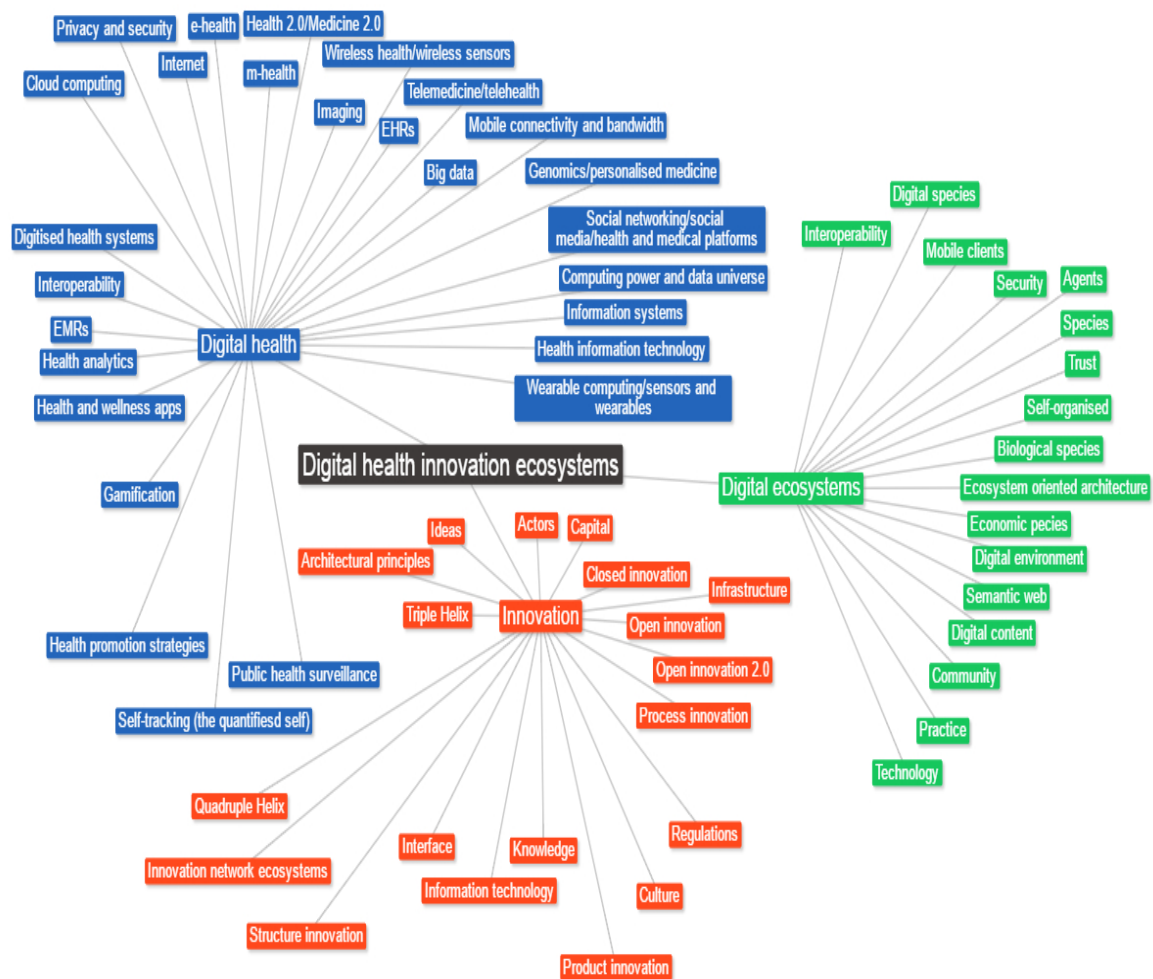 Privacy and security
e-health
Health 2.0/Medicine 2.0
Internet
Wireless health/wireless sensors
Cloud computing
m-health
Telemedicine/telehealth
Imaging
EHRs
Mobile connectivity and bandwidth
Big data
Genomics/personalised medicine
Social networking/social
media/health and medical platforms
Digitised health systems
Interoperability
Computing power and data universe
EMRs
Information systems
Digital health
Health information technology
Health analytics
Wearable computing/sensors and
wearables
Health and wellness apps
Gamification
Health promotion strategies
Public health surveillance
Self-tracking (the quantifiesd self)
Digital health innovation ecosystems
Digital species
Interoperability
Mobile clients
Security
Agents
Species
Trust
Self-organised
Biological species
Digital ecosystems
Ecosystem oriented architecture
Economic pecies
Digital environment
Semantic web
Digital content
Community
Practice
Technology
Ideas
Actors
Capital
Architectural principles
Closed innovation
Infrastructure
Triple Helix
Innovation
Open innovation
Open innovation 2.0
Process innovation
Quadruple Helix
Regulations
Interface
Knowledge
Innovation network ecosystems
Information technology
Culture
Structure innovation
Product innovation